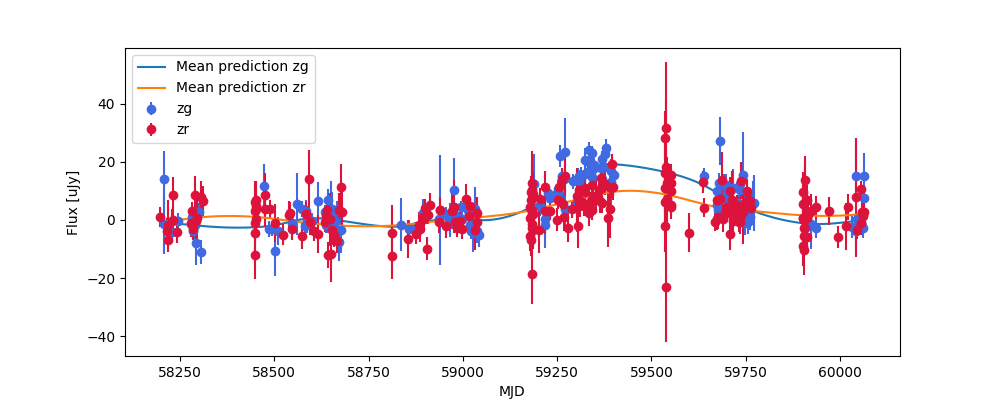 Mean prediction zg
Mean prediction zr
zg
zr
Flux [uJy]
40
20
0
−20
−40
58250
58500
58750
59000
59250
59500
59750
60000
MJD